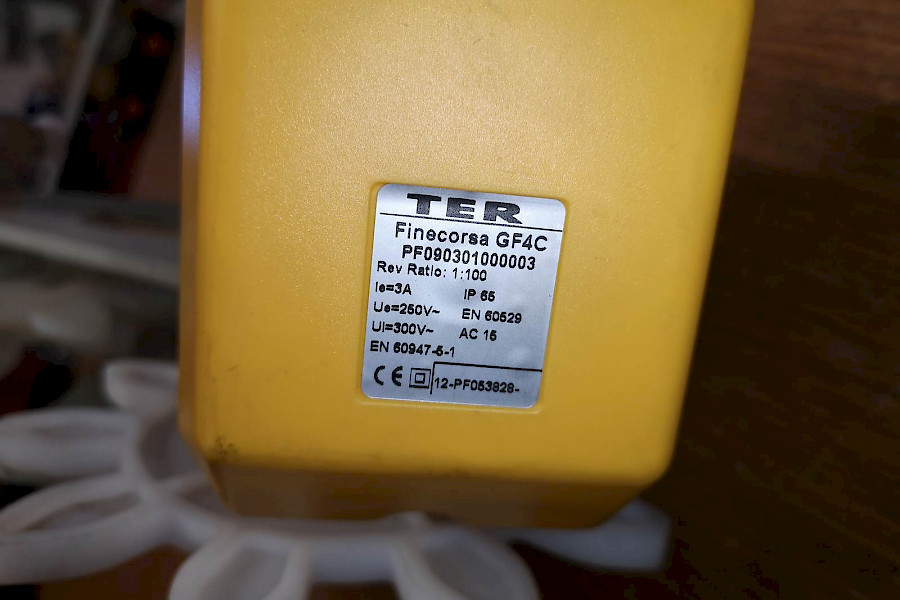 TER
Finecorsa GF4C
PF090301000003
Rev Ratio: 1:100
Ie=3A IP 65
Ue=250V~ EN 60529
Ui=300V~ AC 15
EN 60947-5-1
CE 12-PF053828-